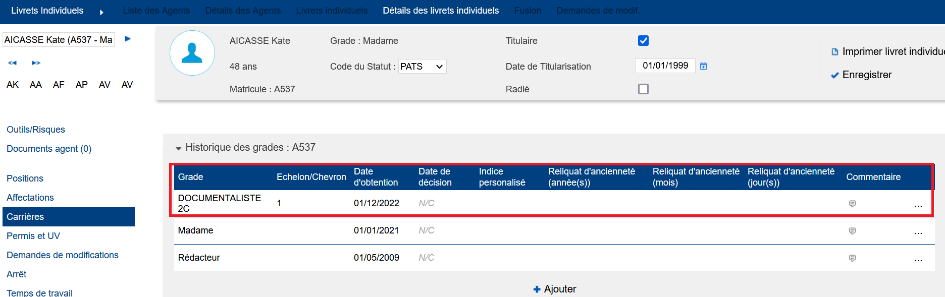 Livrets Individuels
Liste des Agents
Détails des Agents
Livrets individuels
Détails des livrets individuels
Fusion
Demandes de modif.
AICASSE Kate (A537 - Ma
AK AA AF AP AV AV
Outils/Risques
Documents agent (0)
Positions
Affectations
Carrières
Permis et UV
Demandes de modifications
Arrêt
Temps de travail
AICASSE Kate
Grade : Madame
Titulaire
48 ans
Code du Statut : PATS
Date de Titularisation
01/01/1999
Matricule : A537
Radié
Imprimer livret individue
Enregistrer
Historique des grades : A537
Grade
Echelon/Chevron
Date
d'obtention
Date de
décision
Indice
personalisé
Reliquat d'ancienneté
(année(s))
Reliquat d'ancienneté
(mois)
Reliquat d'ancienneté
(jour(s))
Commentaire
DOCUMENTALISTE
2C
1
01/12/2022
N/C
...
Madame
01/01/2021
N/C
...
Rédacteur
01/05/2009
N/C
...
Ajouter